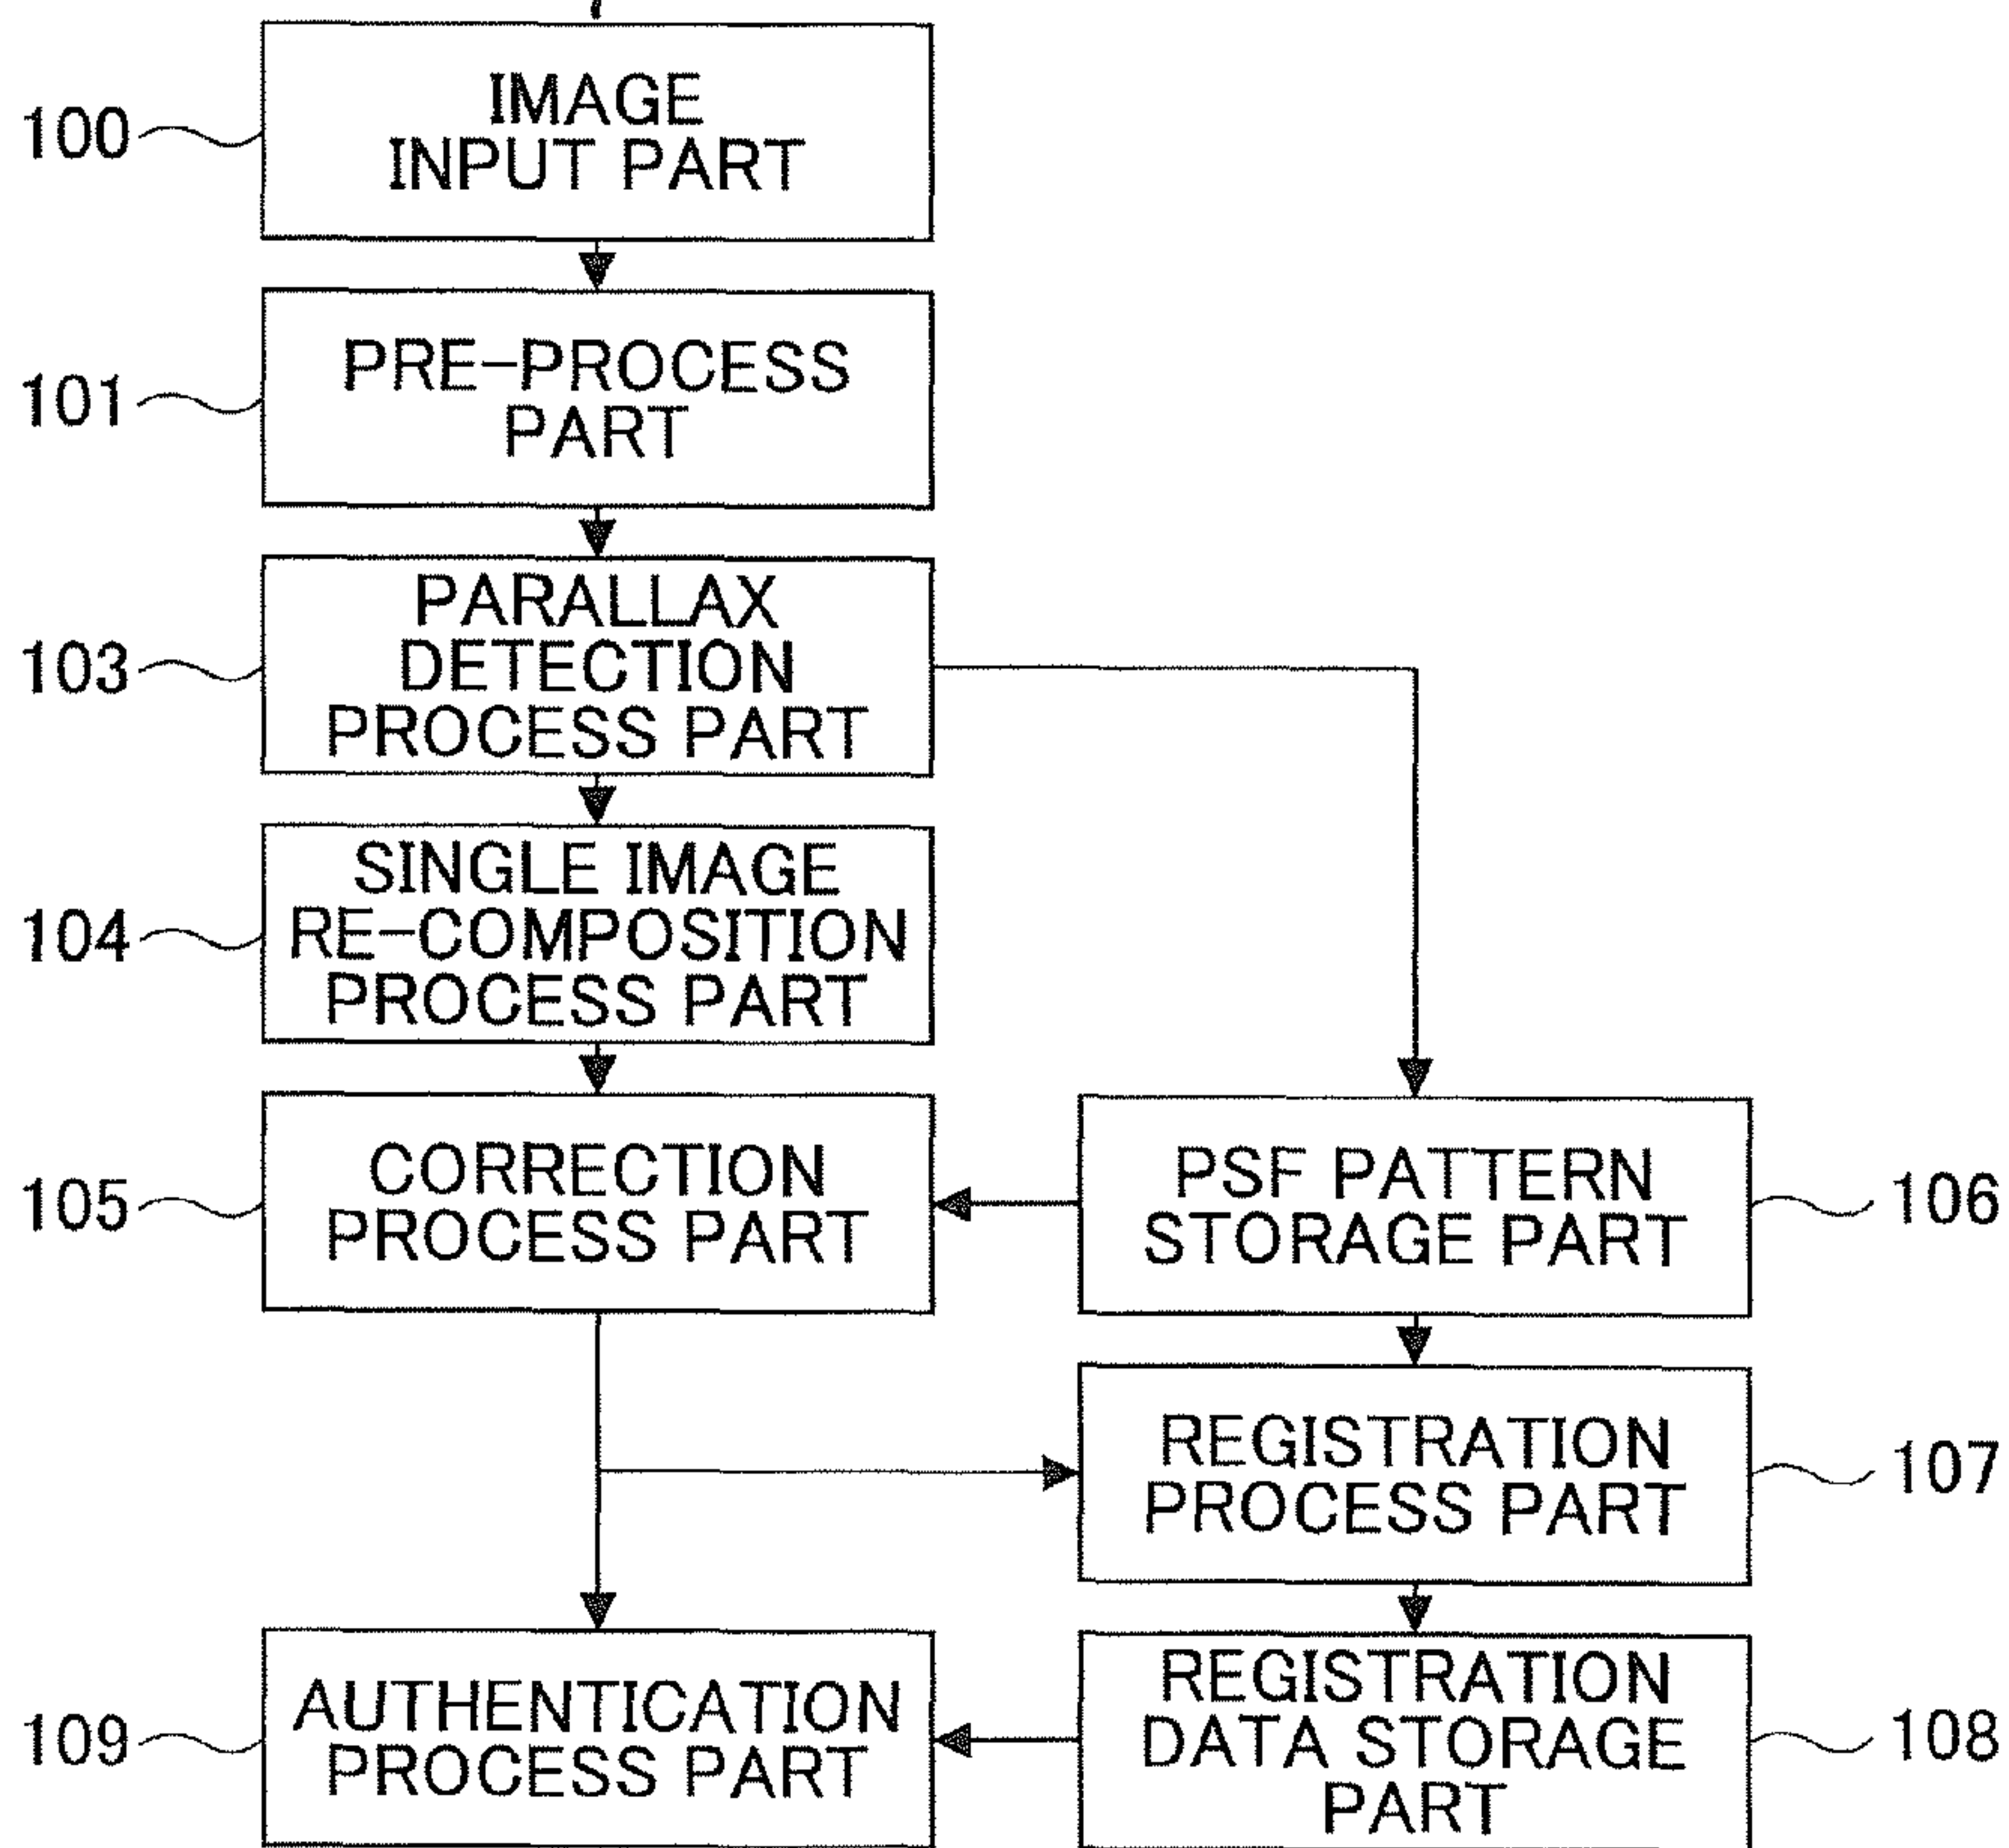 100
IMAGE
INPUT PART
101
PRE-PROCESS
PART
103
PARALLAX
DETECTION
PROCESS PART
104
SINGLE IMAGE
RE-COMPOSITION
PROCESS PART
105
CORRECTION
PROCESS PART
PSF PATTERN
STORAGE PART
106
REGISTRATION
PROCESS PART
107
109
AUTHENTICATION
PROCESS PART
REGISTRATION
DATA STORAGE
PART
108